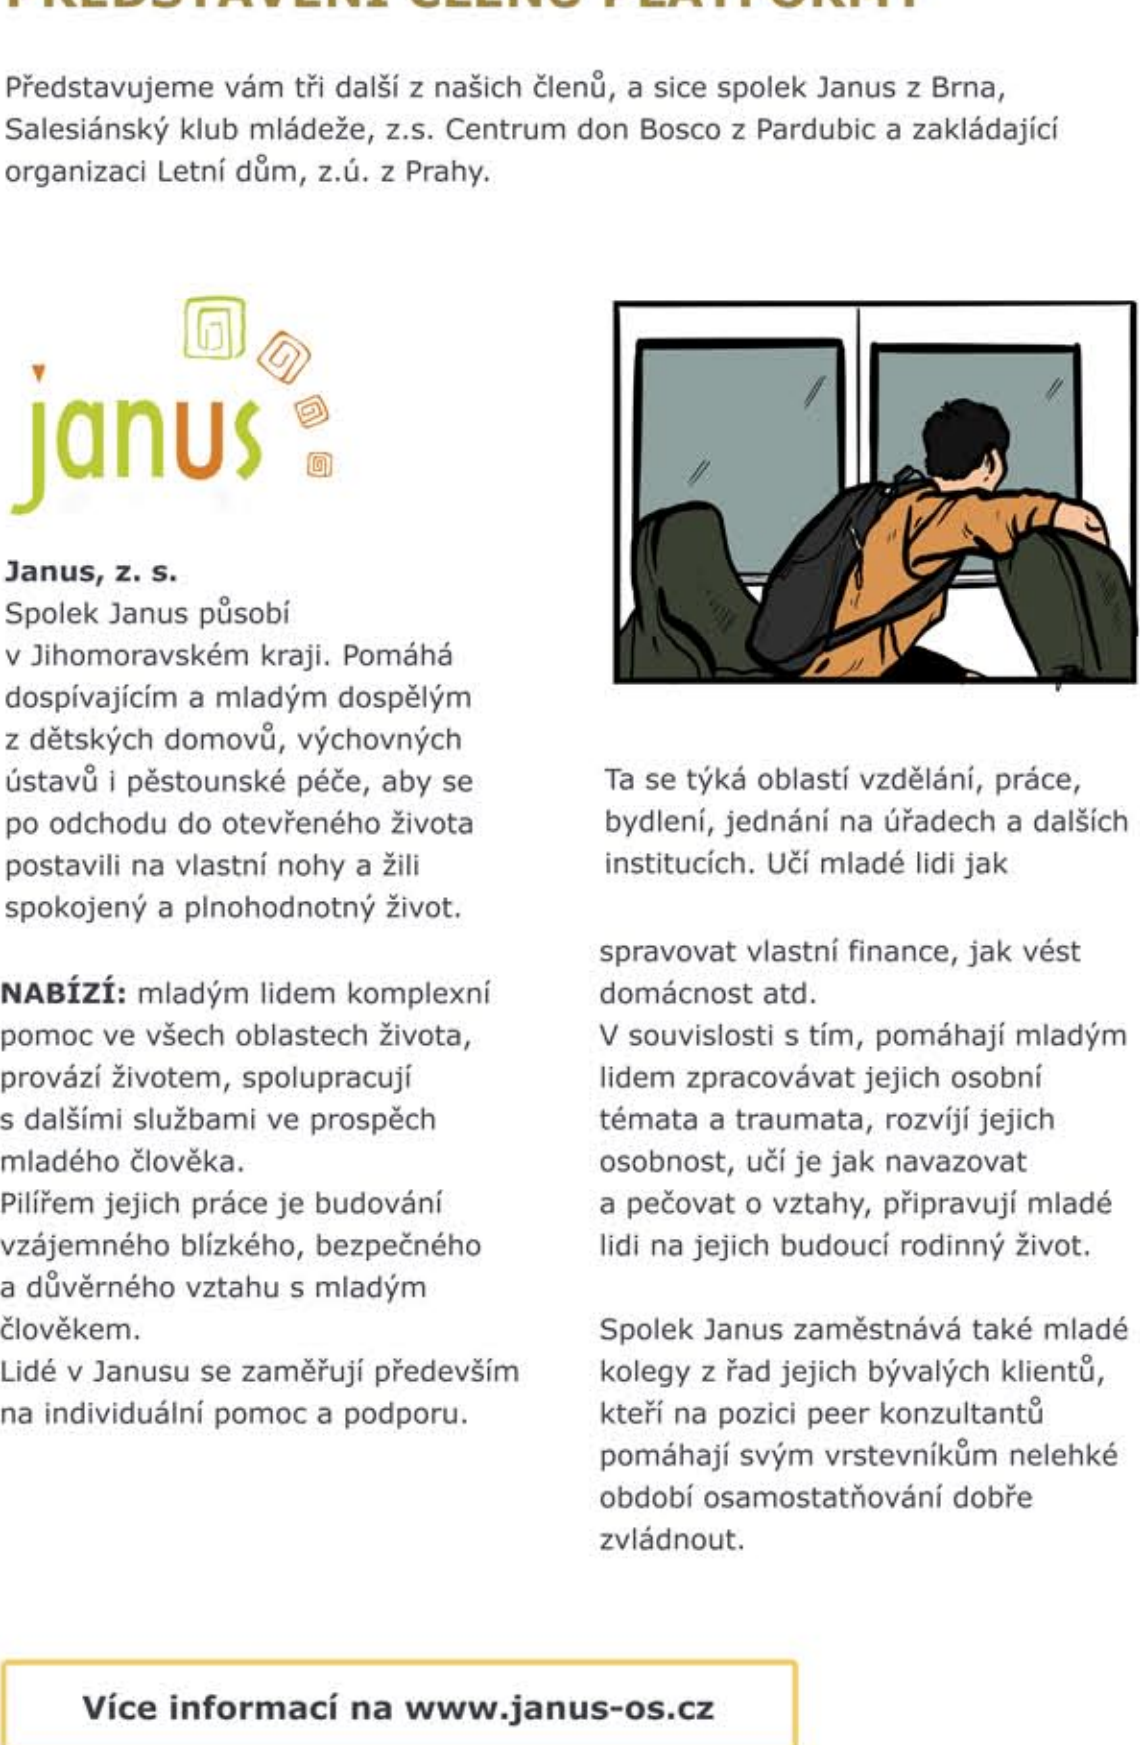 PŘEDSTAVENÍ ČLENŮ PLATFORMY
Představujeme vám tři další z našich členů, a sice spolek Janus z Brna,
Salesiánský klub mládeže, z.s. Centrum don Bosco z Pardubic a zakládající
organizaci Letní dům, z.ú. z Prahy.
janus
Janus, z. s.
Spolek Janus působí
v Jihomoravském kraji. Pomáhá
dospívajícím a mladým dospělým
z dětských domovů, výchovných
ústavů i pěstounské péče, aby se
po odchodu do otevřeného života
postavili na vlastní nohy a žili
spokojený a plnohodnotný život.
NABÍZÍ: mladým lidem komplexní
pomoc ve všech oblastech života,
provází životem, spolupracují
s dalšími službami ve prospěch
mladého člověka.
Pilířem jejich práce je budování
vzájemného blízkého, bezpečného
a důvěrného vztahu s mladým
člověkem.
Lidé v Janusu se zaměřují především
na individuální pomoc a podporu.
Ta se týká oblastí vzdělání, práce,
bydlení, jednání na úřadech a dalších
institucích. Učí mladé lidi jak
spravovat vlastní finance, jak vést
domácnost atd.
V souvislosti s tím, pomáhají mladým
lidem zpracovávat jejich osobní
témata a traumata, rozvíjí jejich
osobnost, učí je jak navazovat
a pečovat o vztahy, připravují mladé
lidi na jejich budoucí rodinný život.
Spolek Janus zaměstnává také mladé
kolegy z řad jejich bývalých klientů,
kteří na pozici peer konzultantů
pomáhají svým vrstevníkům nelehké
období osamostatňování dobře
zvládnout.
Více informací na www.janus-os.cz